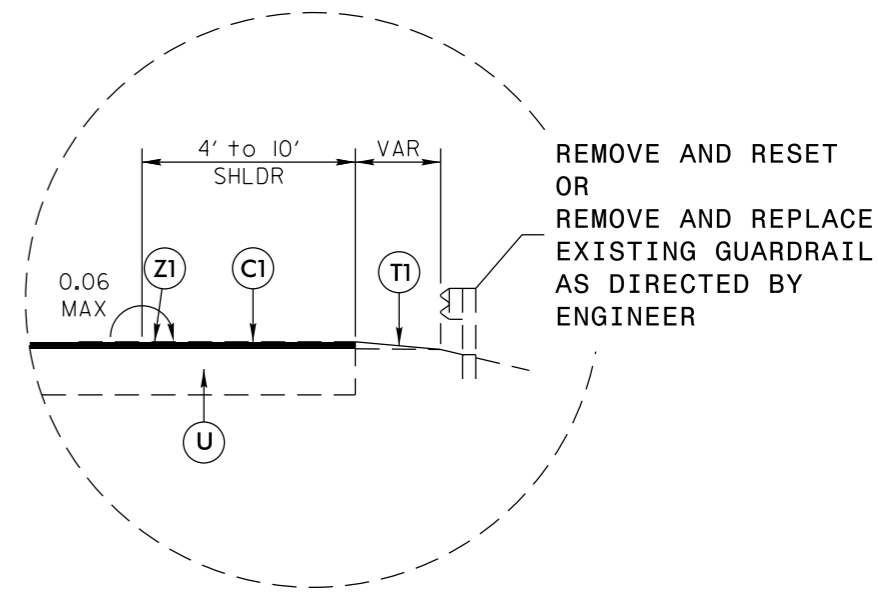 4' to 10'
SHLDR
VAR
REMOVE AND RESET
OR
REMOVE AND REPLACE
EXISTING GUARDRAIL
AS DIRECTED BY
ENGINEER
0.06
MAX
Z1
C1
T1
U